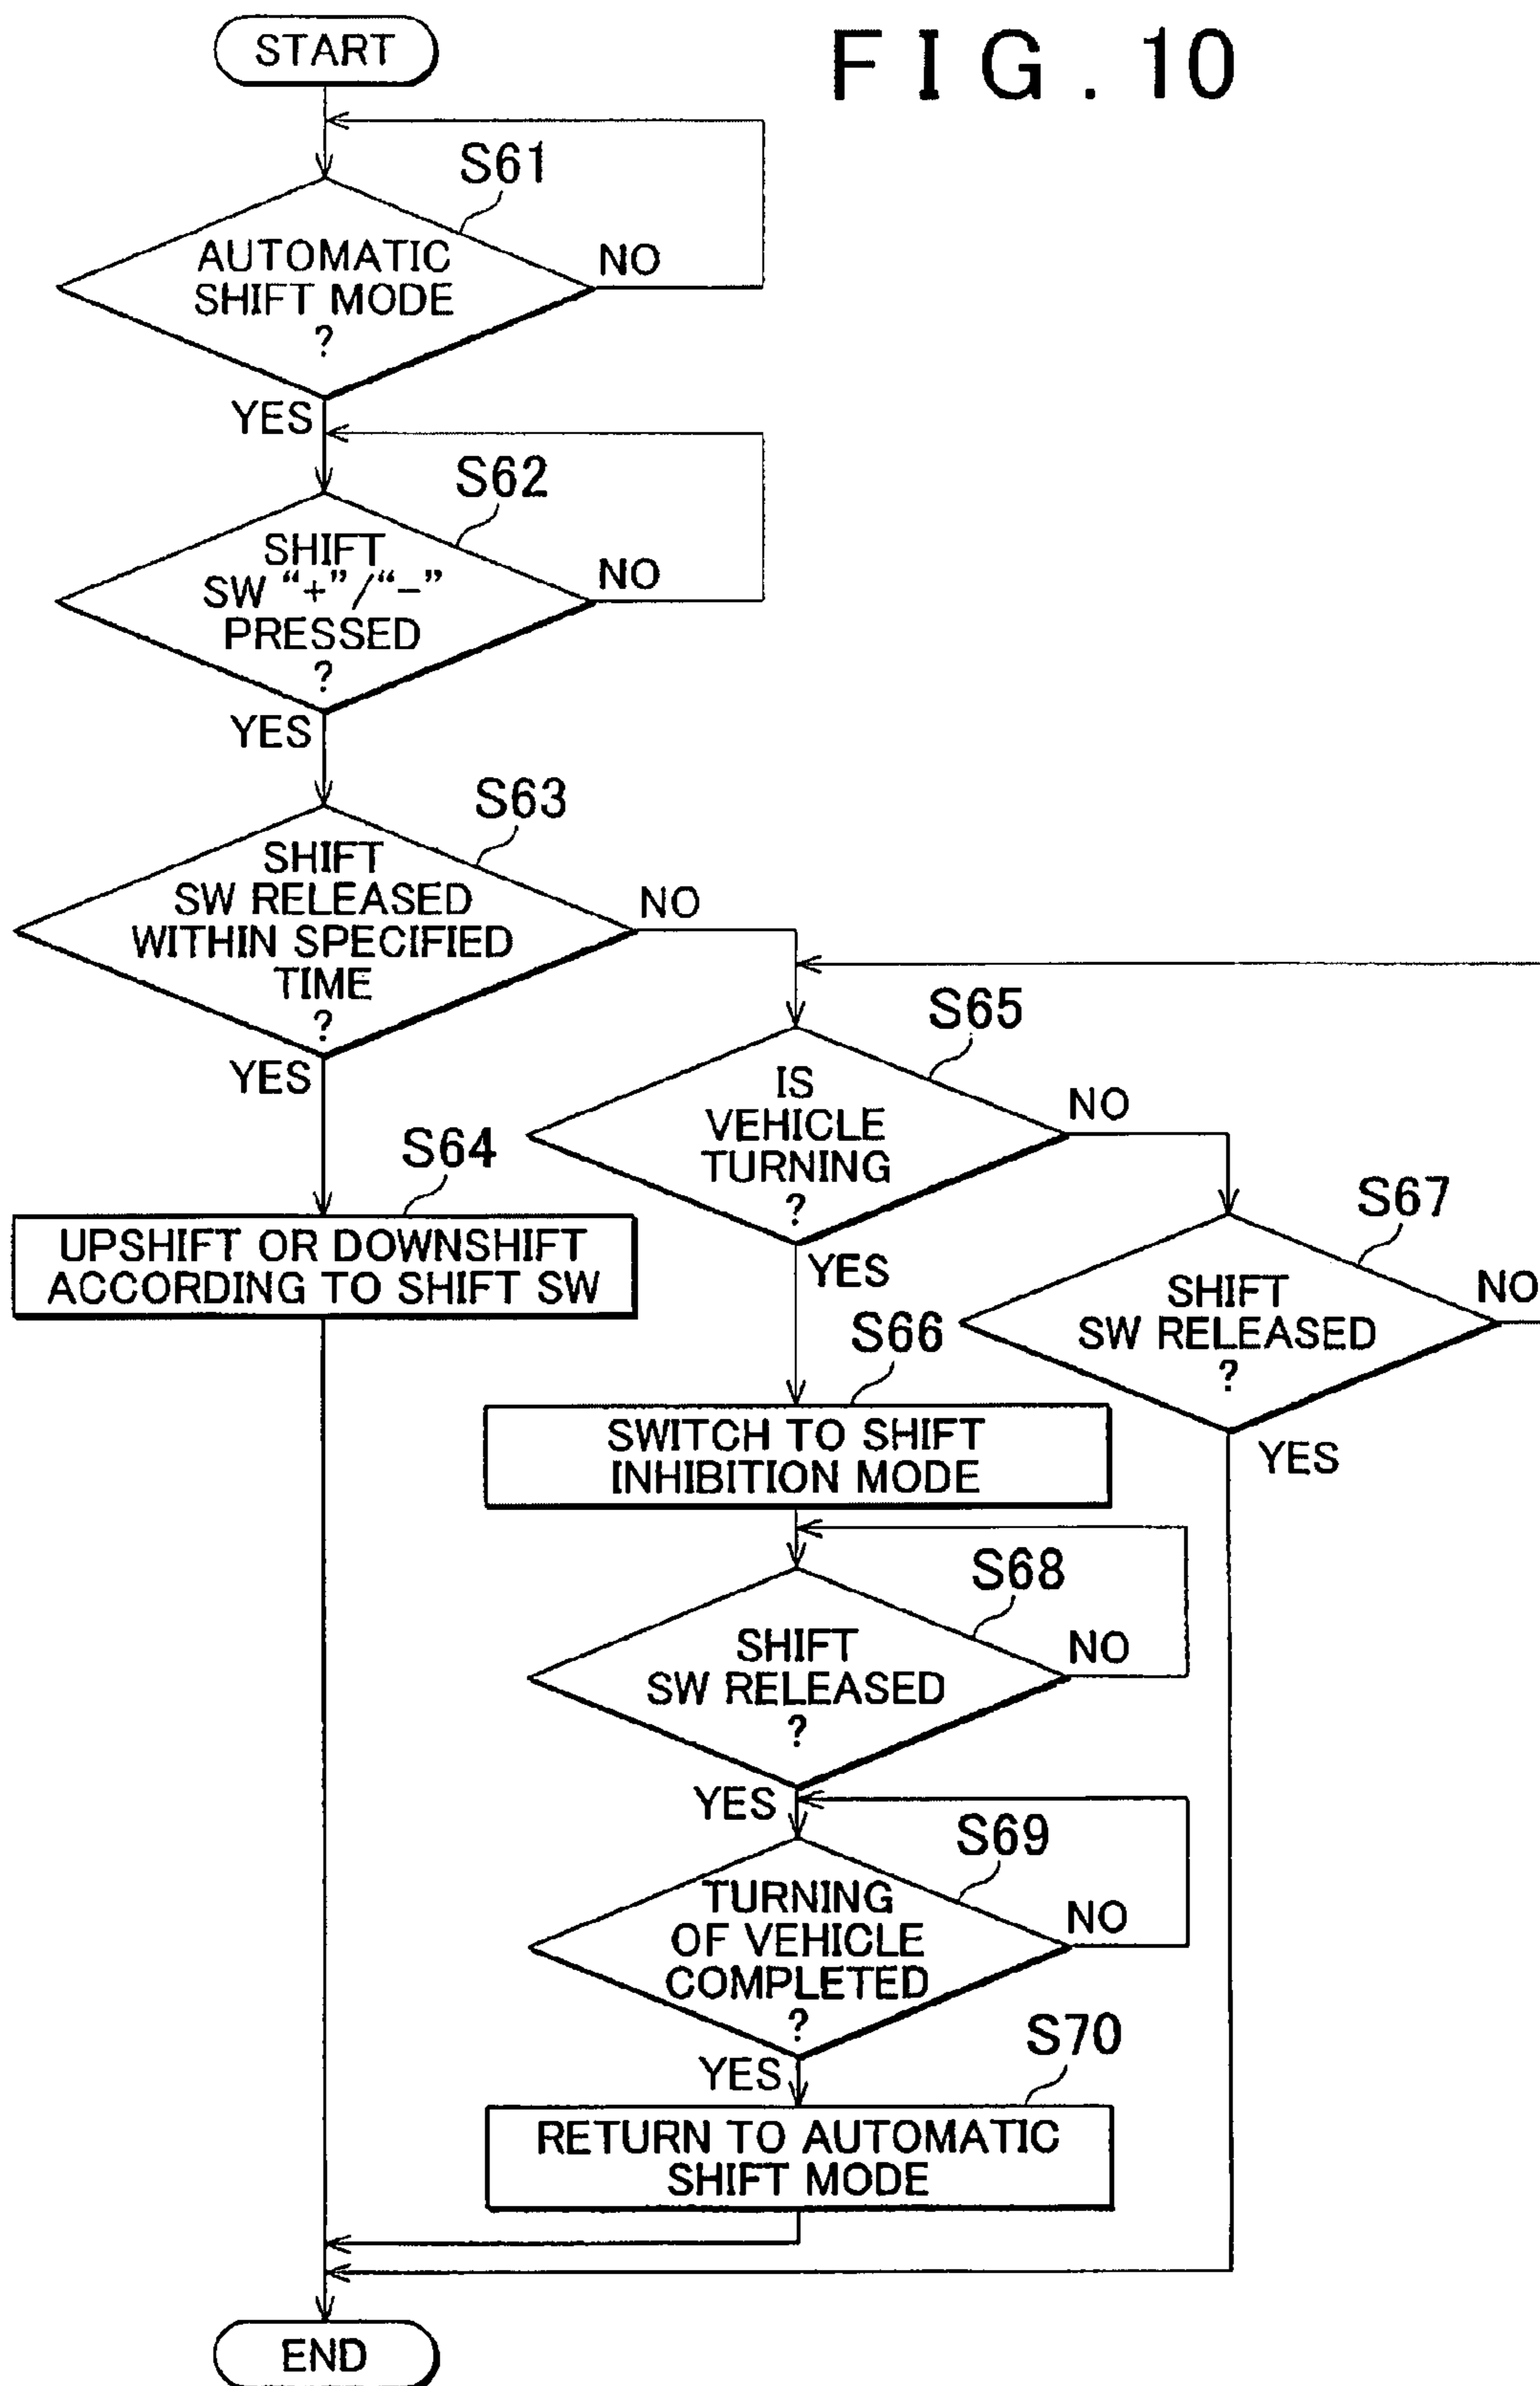 FIG. 10
START
S61
AUTOMATIC
SHIFT MODE
?
NO
YES
S62
SHIFT
SW “+”/“−”
PRESSED
?
NO
YES
S63
SHIFT
SW RELEASED
WITHIN SPECIFIED
TIME
?
NO
YES
S64
UPSHIFT OR DOWNSHIFT
ACCORDING TO SHIFT SW
S65
IS
VEHICLE
TURNING
?
NO
YES
S67
SHIFT
SW RELEASED
?
NO
YES
S66
SWITCH TO SHIFT
INHIBITION MODE
S68
SHIFT
SW RELEASED
?
NO
YES
S69
TURNING
OF VEHICLE
COMPLETED
?
NO
YES
S70
RETURN TO AUTOMATIC
SHIFT MODE
END